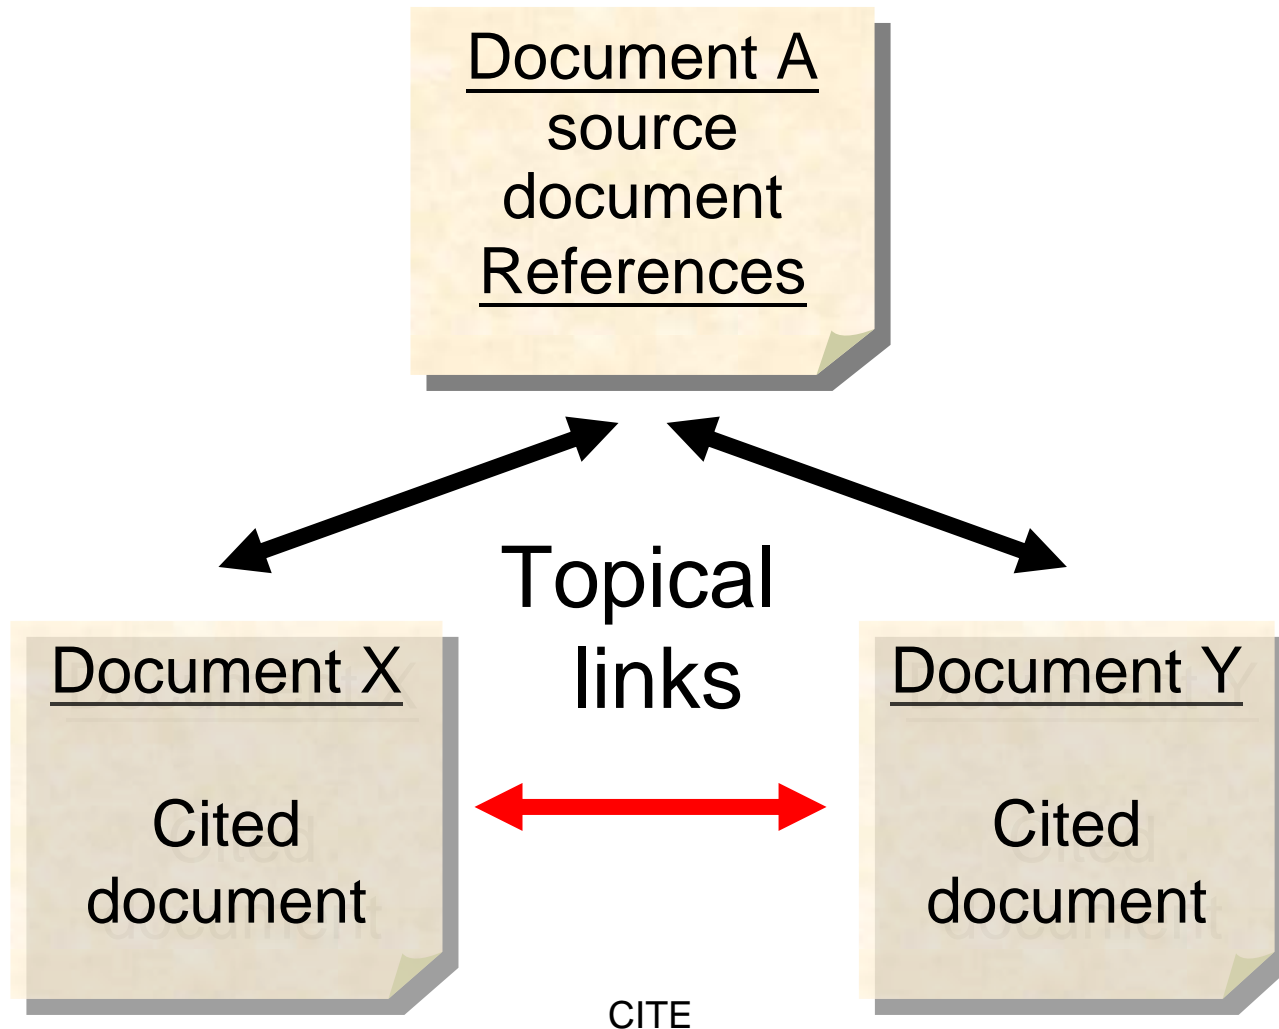 Document A
source
document
References
Topical
links
Document X
Cited
document
Document Y
Cited
document
CITE